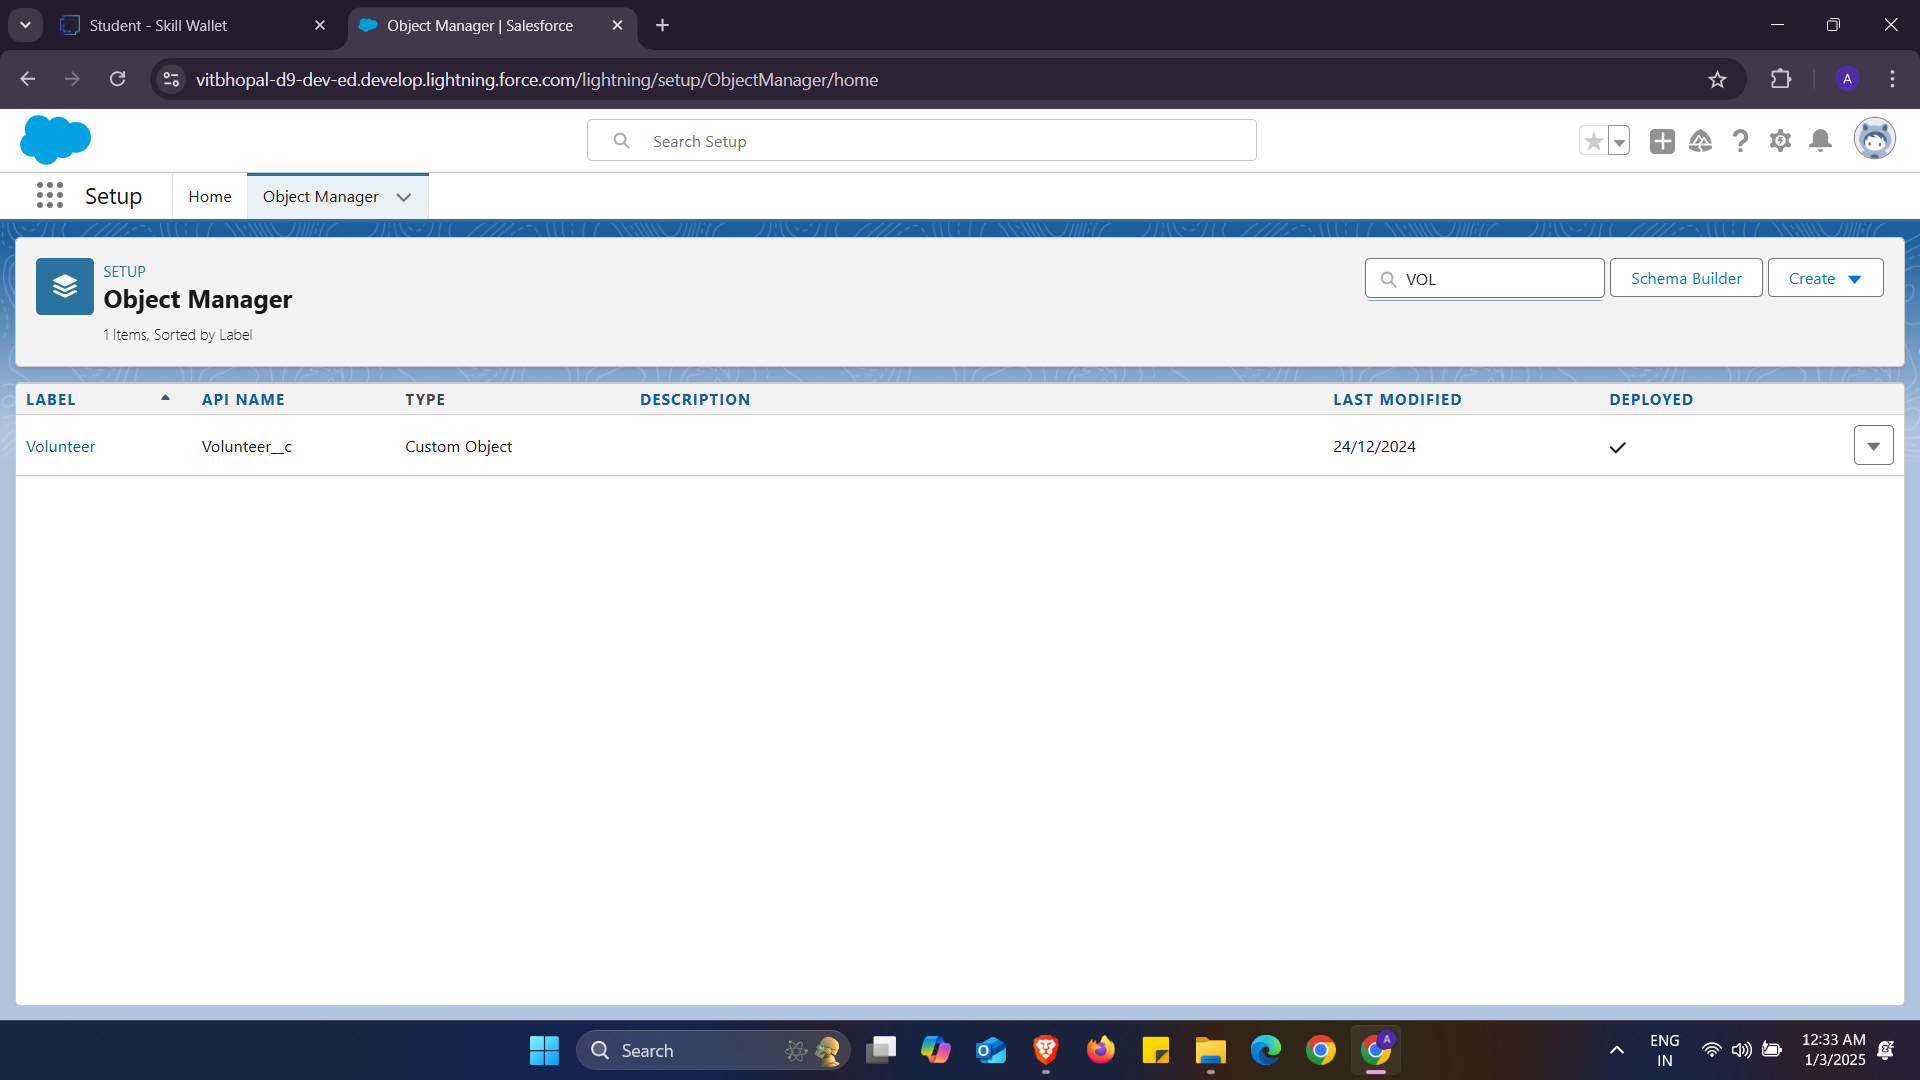 Student - Skill Wallet
Object Manager | Salesforce
vitbhopal-d9-dev-ed.develop.lightning.force.com/lightning/setup/ObjectManager/home
A
Search Setup
Setup
Home
Object Manager
SETUP
Object Manager
1 Items, Sorted by Label
VOL
Schema Builder
Create
LABEL
API NAME
TYPE
DESCRIPTION
LAST MODIFIED
DEPLOYED
Volunteer
Volunteer__c
Custom Object
24/12/2024
Search
A
ENG
IN
12:33 AM
1/3/2025